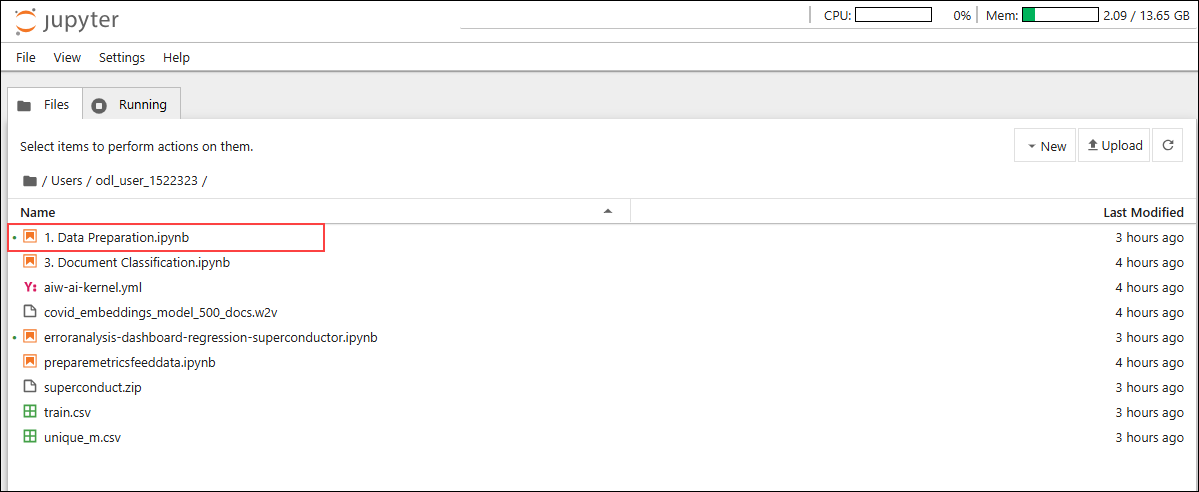 jupyter CPU: 0% Mem: 2.09 / 13.65 GB
File View Settings Help
Files Running
Select items to perform actions on them. New Upload
/ Users / odl_user_1522323 /
Name Last Modified
1. Data Preparation.ipynb 3 hours ago
3. Document Classification.ipynb 4 hours ago
Y: aiw-ai-kernel.yml 4 hours ago
covid_embeddings_model_500_docs.w2v 4 hours ago
erroranalysis-dashboard-regression-superconductor.ipynb 3 hours ago
preparemetricsfeeddata.ipynb 4 hours ago
superconduct.zip 3 hours ago
train.csv 3 hours ago
unique_m.csv 3 hours ago